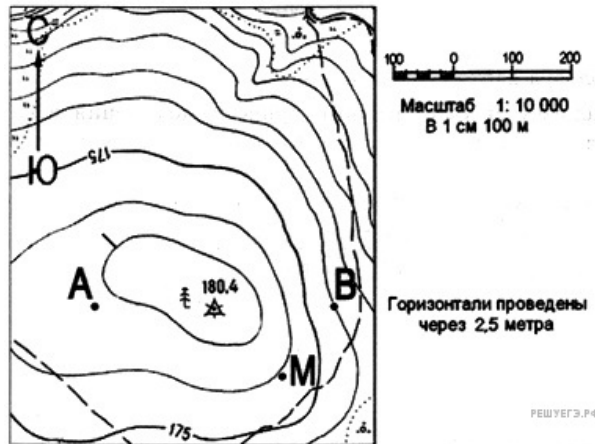 С
Ю
175
180.4
А
В
М
175
100 0 100 200
Масштаб 1: 10 000
В 1 см 100 м
Горизонтали проведены
через 2,5 метра
РЕШУЕГЭ.РФ